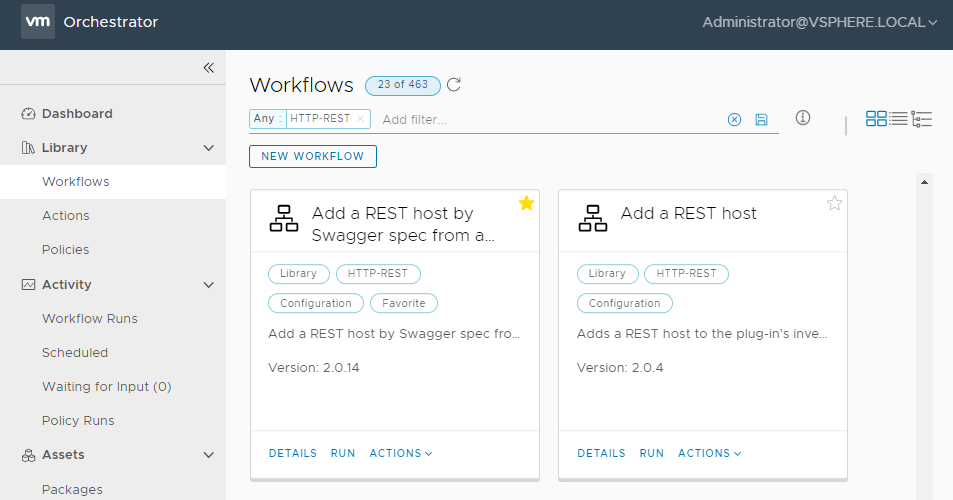 vm Orchestrator
Administrator@VSPHERE.LOCAL
Dashboard
Library
Workflows
Actions
Policies
Activity
Workflow Runs
Scheduled
Waiting for Input (0)
Policy Runs
Assets
Packages
Workflows 23 of 463
Any : HTTP-REST Add filter...
NEW WORKFLOW
Add a REST host by
Swagger spec from a...
Library HTTP-REST
Configuration Favorite
Add a REST host by Swagger spec fro...
Version: 2.0.14
DETAILS RUN ACTIONS
Add a REST host
Library HTTP-REST
Configuration
Adds a REST host to the plug-in's inve...
Version: 2.0.4
DETAILS RUN ACTIONS